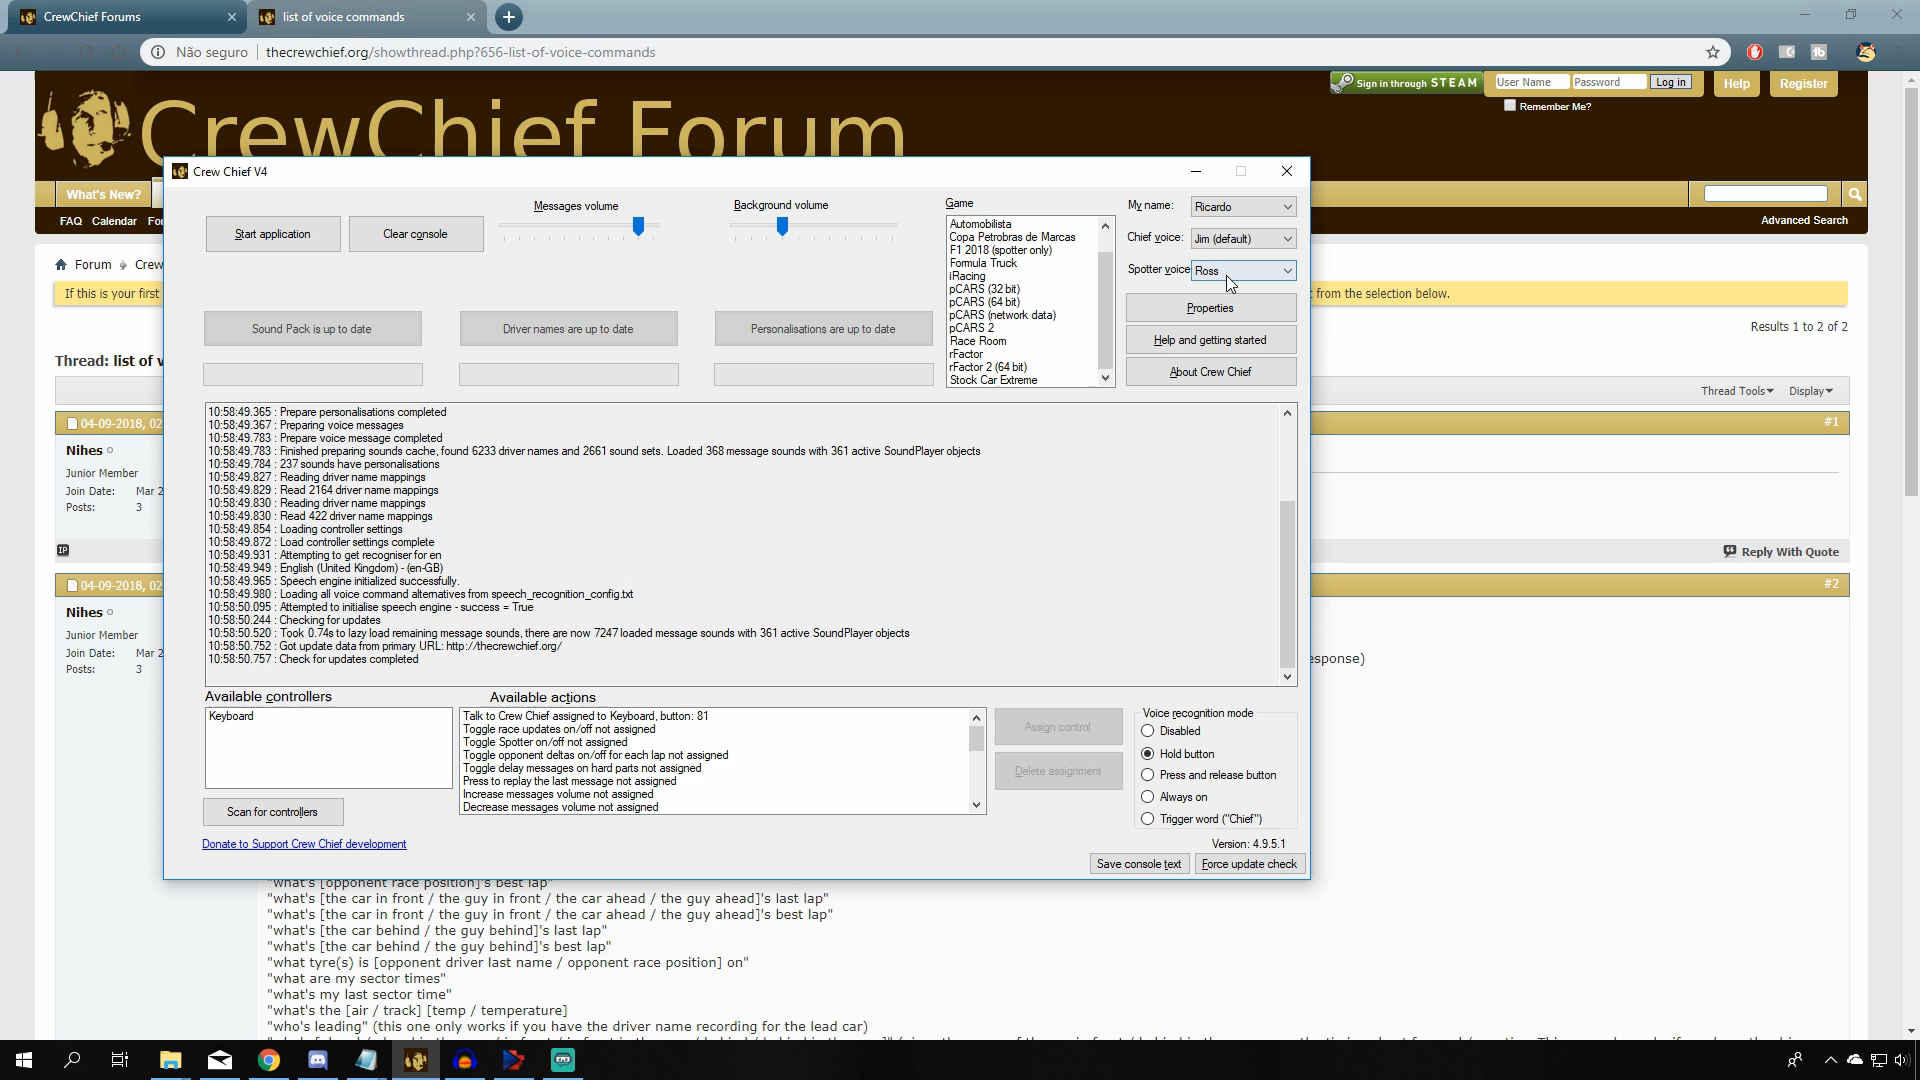 CrewChief Forums
list of voice commands
Não seguro
thecrewchief.org/showthread.php?656-list-of-voice-commands
CrewChief Forum
Sign in through STEAM
User Name
Password
Log in
Help
Register
Remember Me?
What's New?
FAQ
Calendar
For
Advanced Search
Forum
Crew
If this is your first
t from the selection below.
Results 1 to 2 of 2
Thread: list of v
Thread Tools
Display
04-09-2018, 02
#1
Nihes
Junior Member
Join Date: Mar 2
Posts: 3
IP
Reply With Quote
04-09-2018, 02
#2
Nihes
Junior Member
Join Date: Mar 2
Posts: 3
esponse)
Crew Chief V4
Start application
Clear console
Messages volume
Background volume
Game
Automobilista
Copa Petrobras de Marcas
F1 2018 (spotter only)
Formula Truck
iRacing
pCARS (32 bit)
pCARS (64 bit)
pCARS (network data)
pCARS 2
Race Room
rFactor
rFactor 2 (64 bit)
Stock Car Extreme
My name: Ricardo
Chief voice: Jim (default)
Spotter voice Ross
Properties
Help and getting started
About Crew Chief
Sound Pack is up to date
Driver names are up to date
Personalisations are up to date
10:58:49.365 : Prepare personalisations completed
10:58:49.367 : Preparing voice messages
10:58:49.783 : Prepare voice message completed
10:58:49.783 : Finished preparing sounds cache, found 6233 driver names and 2661 sound sets. Loaded 368 message sounds with 361 active SoundPlayer objects
10:58:49.784 : 237 sounds have personalisations
10:58:49.827 : Reading driver name mappings
10:58:49.829 : Read 2164 driver name mappings
10:58:49.830 : Reading driver name mappings
10:58:49.830 : Read 422 driver name mappings
10:58:49.854 : Loading controller settings
10:58:49.872 : Load controller settings complete
10:58:49.931 : Attempting to get recogniser for en
10:58:49.949 : English (United Kingdom) - (en-GB)
10:58:49.965 : Speech engine initialized successfully.
10:58:49.980 : Loading all voice command alternatives from speech_recognition_config.txt
10:58:50.095 : Attempted to initialise speech engine - success = True
10:58:50.244 : Checking for updates
10:58:50.520 : Took 0.74s to lazy load remaining message sounds, there are now 7247 loaded message sounds with 361 active SoundPlayer objects
10:58:50.752 : Got update data from primary URL: http://thecrewchief.org/
10:58:50.757 : Check for updates completed
Available controllers
Keyboard
Scan for controllers
Available actions
Talk to Crew Chief assigned to Keyboard, button: 81
Toggle race updates on/off not assigned
Toggle Spotter on/off not assigned
Toggle opponent deltas on/off for each lap not assigned
Toggle delay messages on hard parts not assigned
Press to replay the last message not assigned
Increase messages volume not assigned
Decrease messages volume not assigned
Assign control
Delete assignment
Voice recognition mode
Disabled
Hold button
Press and release button
Always on
Trigger word ("Chief")
Donate to Support Crew Chief development
Version: 4.9.5.1
Save console text
Force update check
"what's [opponent race position]'s best lap"
"what's [the car in front / the guy in front / the car ahead / the guy ahead]'s last lap"
"what's [the car in front / the guy in front / the car ahead / the guy ahead]'s best lap"
"what's [the car behind / the guy behind]'s last lap"
"what's [the car behind / the guy behind]'s best lap"
"what tyre(s) is [opponent driver last name / opponent race position] on"
"what are my sector times"
"what's my last sector time"
"what's the [air / track] [temp / temperature]
"who's leading" (this one only works if you have the driver name recording for the lead car)